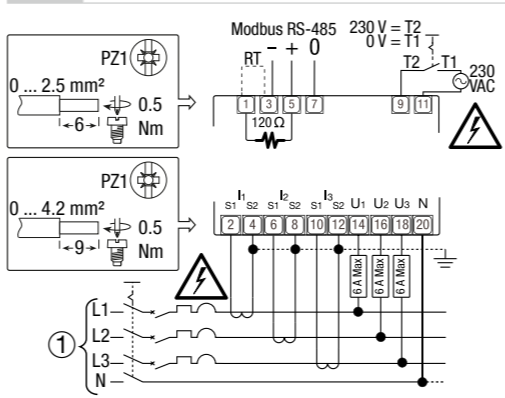 Modbus RS-485 230 V = T2
0 V = T1
PZ1
0 ... 2.5 mm²
6
0.5
Nm
RT
− + 0
T2 T1
230
VAC
1 3 5 7 9 11
120 Ω
PZ1
0 ... 4.2 mm²
9
0.5
Nm
I1 I2 I3
S1 S2 S1 S2 S1 S2 U1 U2 U3 N
2 4 6 8 10 12 14 16 18 20
6 A Max 6 A Max 6 A Max
1
L1
L2
L3
N